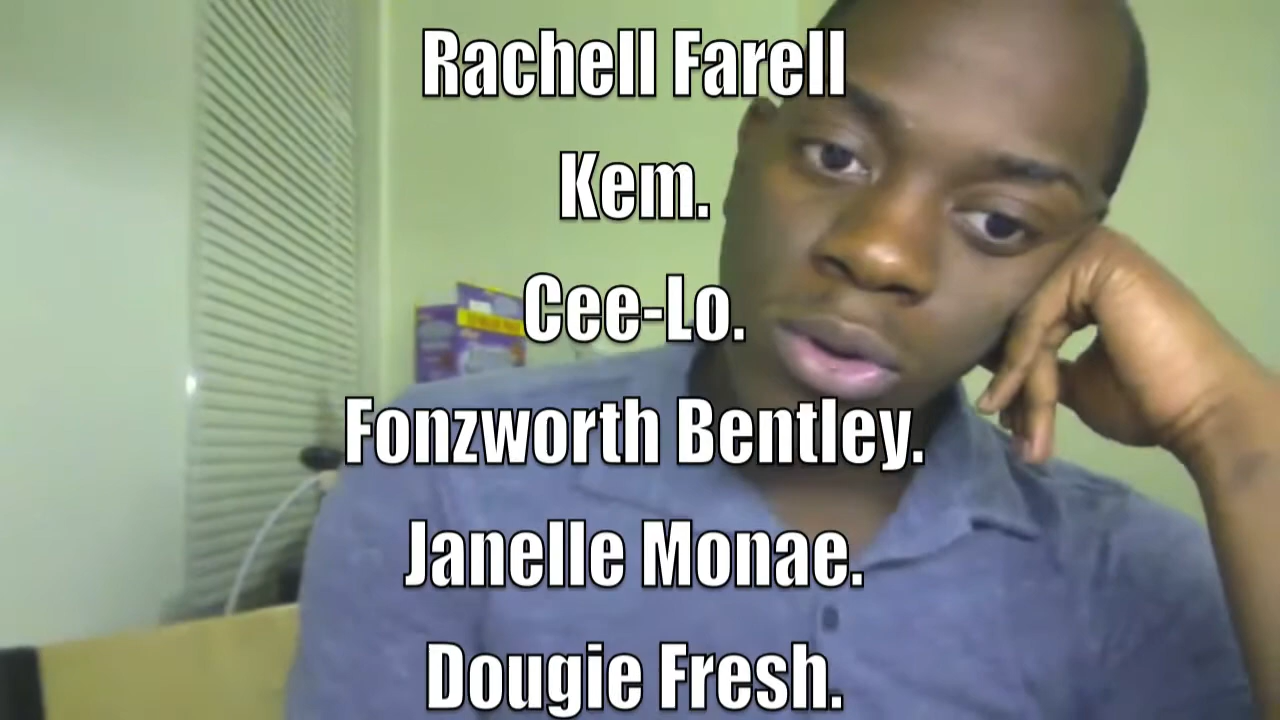 Rachell Farell
Kem.
Cee-Lo.
Fonzworth Bentley.
Janelle Monae.
Dougie Fresh.